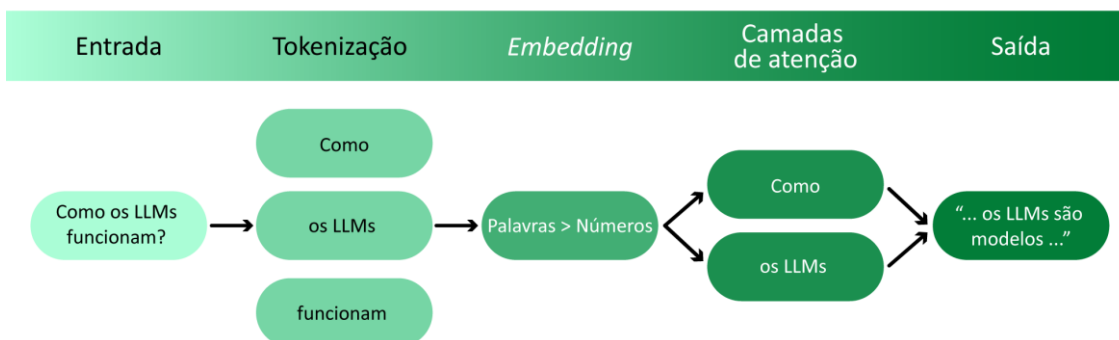 Entrada
Tokenização
Embedding
Camadas
de atenção
Saída
Como os LLMs
funcionam?
Como
os LLMs
funcionam
Palavras > Números
Como
os LLMs
“... os LLMs são
modelos ...”